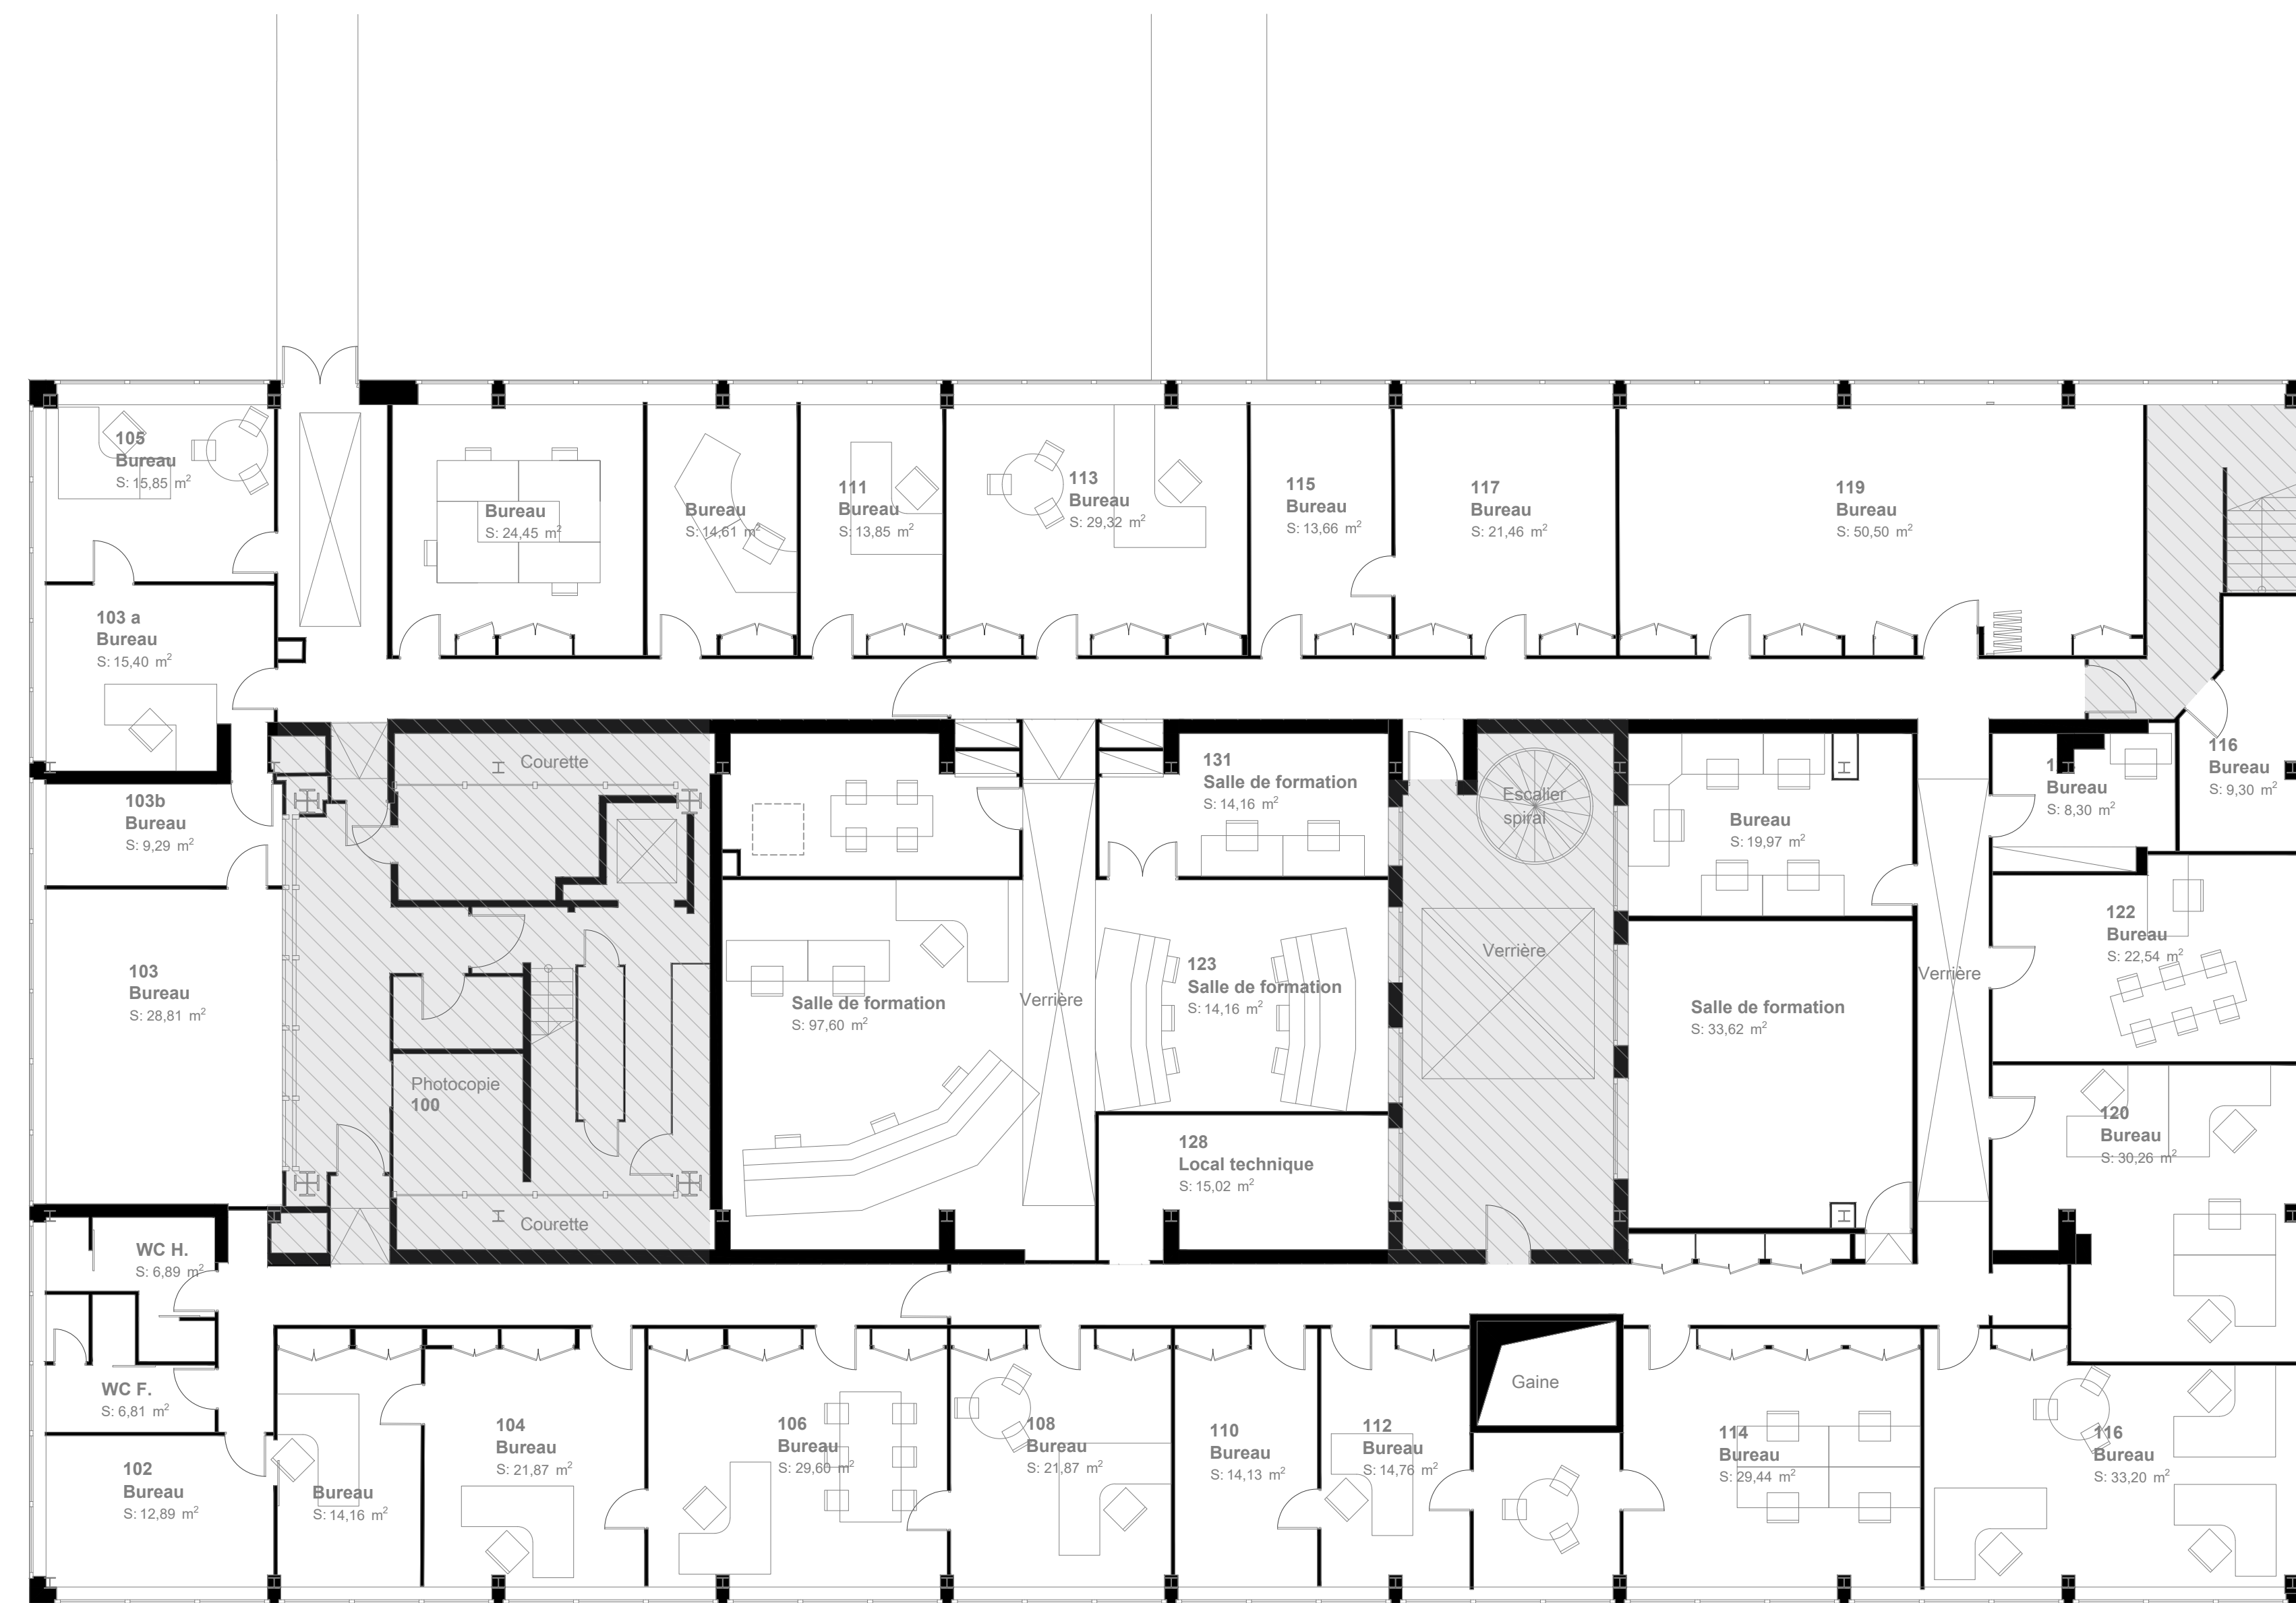 105
Bureau
S: 15,85 m²
Bureau
S: 24,45 m²
Bureau
S: 14,61 m²
111
Bureau
S: 13,85 m²
113
Bureau
S: 29,32 m²
115
Bureau
S: 13,66 m²
117
Bureau
S: 21,46 m²
119
Bureau
S: 50,50 m²
103 a
Bureau
S: 15,40 m²
103b
Bureau
S: 9,29 m²
Courette
131
Salle de formation
S: 14,16 m²
Escalier
spiral
Bureau
S: 19,97 m²
Bureau
S: 8,30 m²
116
Bureau
S: 9,30 m²
103
Bureau
S: 28,81 m²
Salle de formation
S: 97,60 m²
Verrière
123
Salle de formation
S: 14,16 m²
Verrière
Salle de formation
S: 33,62 m²
Verrière
122
Bureau
S: 22,54 m²
Photocopie
100
128
Local technique
S: 15,02 m²
120
Bureau
S: 30,26 m²
Courette
WC H.
S: 6,89 m²
WC F.
S: 6,81 m²
Gaine
102
Bureau
S: 12,89 m²
Bureau
S: 14,16 m²
104
Bureau
S: 21,87 m²
106
Bureau
S: 29,60 m²
108
Bureau
S: 21,87 m²
110
Bureau
S: 14,13 m²
112
Bureau
S: 14,76 m²
114
Bureau
S: 29,44 m²
116
Bureau
S: 33,20 m²